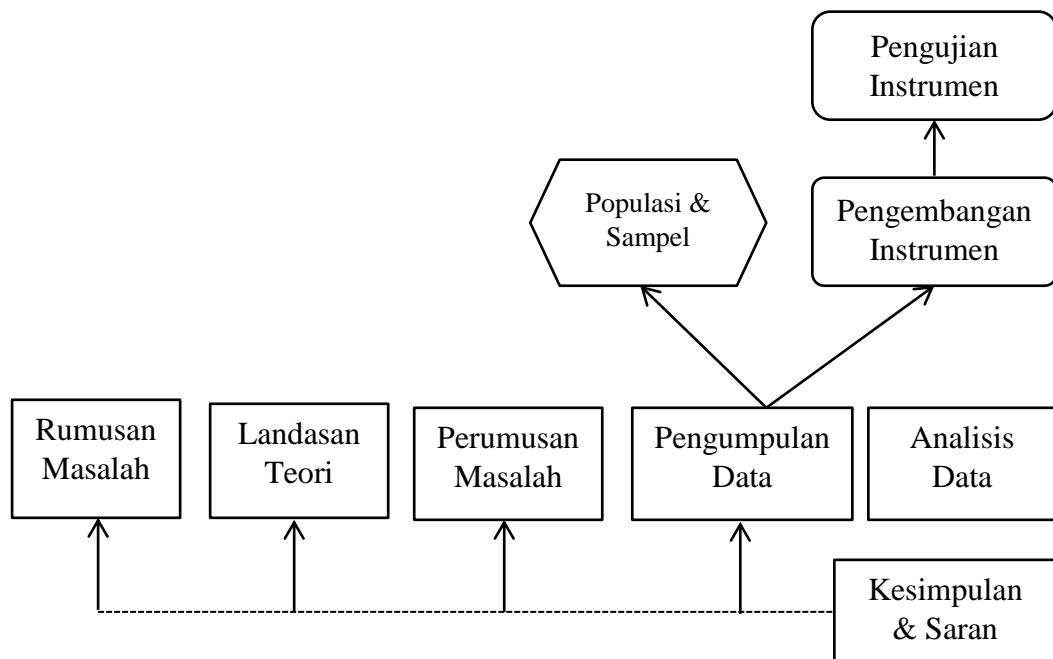 Pengujian
Instrumen
Populasi &
Sampel
Pengembangan
Instrumen
Rumusan
Masalah
Landasan
Teori
Perumusan
Masalah
Pengumpulan
Data
Analisis
Data
Kesimpulan
& Saran